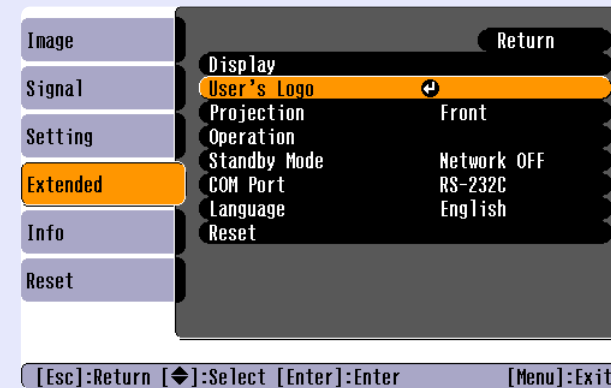 Image
Signal
Setting
Extended
Info
Reset
Return
Display
User's Logo
Projection Front
Operation
Standby Mode Network OFF
COM Port RS-232C
Language English
Reset
[Esc]:Return [◆]:Select [Enter]:Enter [Menu]:Exit